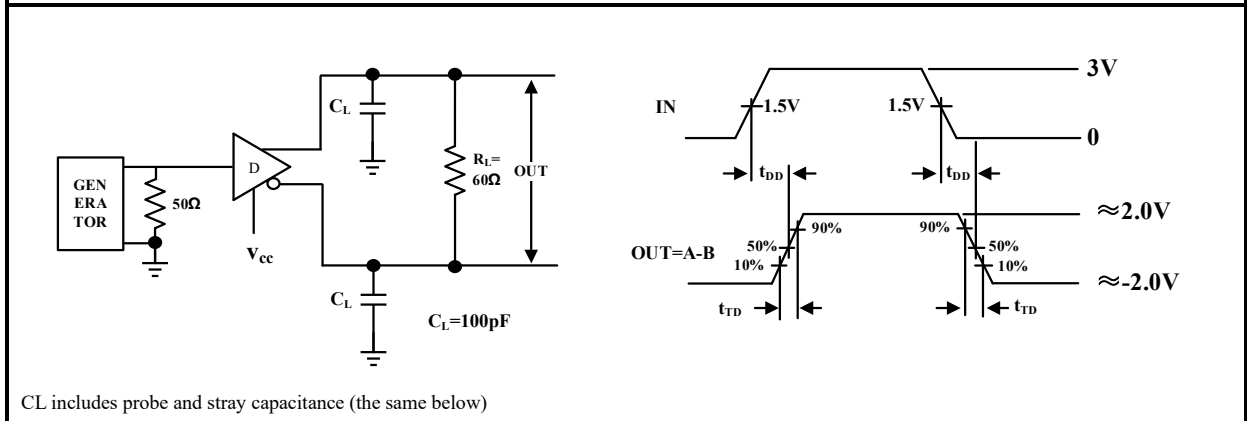 GEN
ERA
TOR
50Ω
D
Vcc
CL
CL
RL=
60Ω
OUT
CL=100pF
IN
1.5V
1.5V
3V
0
tDD
tDD
OUT=A-B
90%
50%
10%
90%
50%
10%
≈2.0V
≈-2.0V
tTD
tTD
CL includes probe and stray capacitance (the same below)